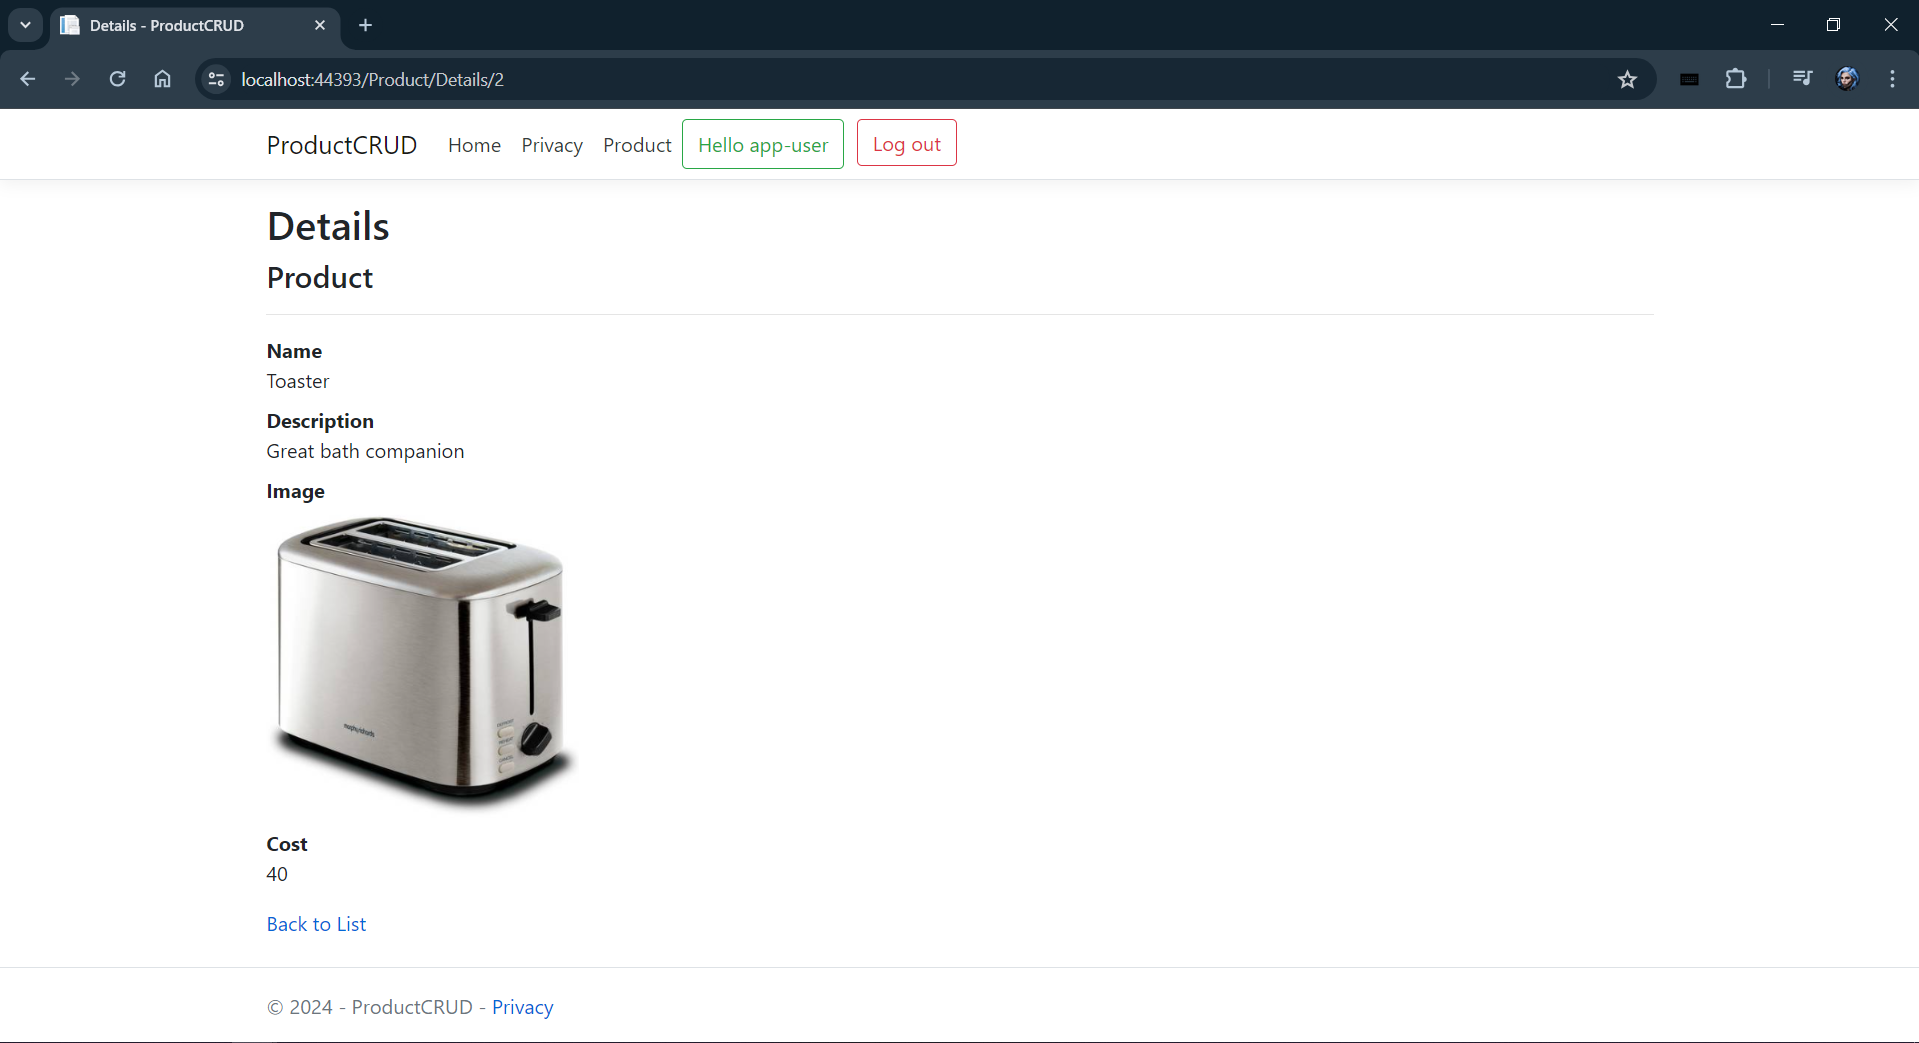 Details - ProductCRUD
localhost:44393/Product/Details/2
ProductCRUD Home Privacy Product Hello app-user Log out
Details
Product
Name
Toaster
Description
Great bath companion
Image
morphy richards
CANCEL
Cost
40
Back to List
© 2024 - ProductCRUD - Privacy